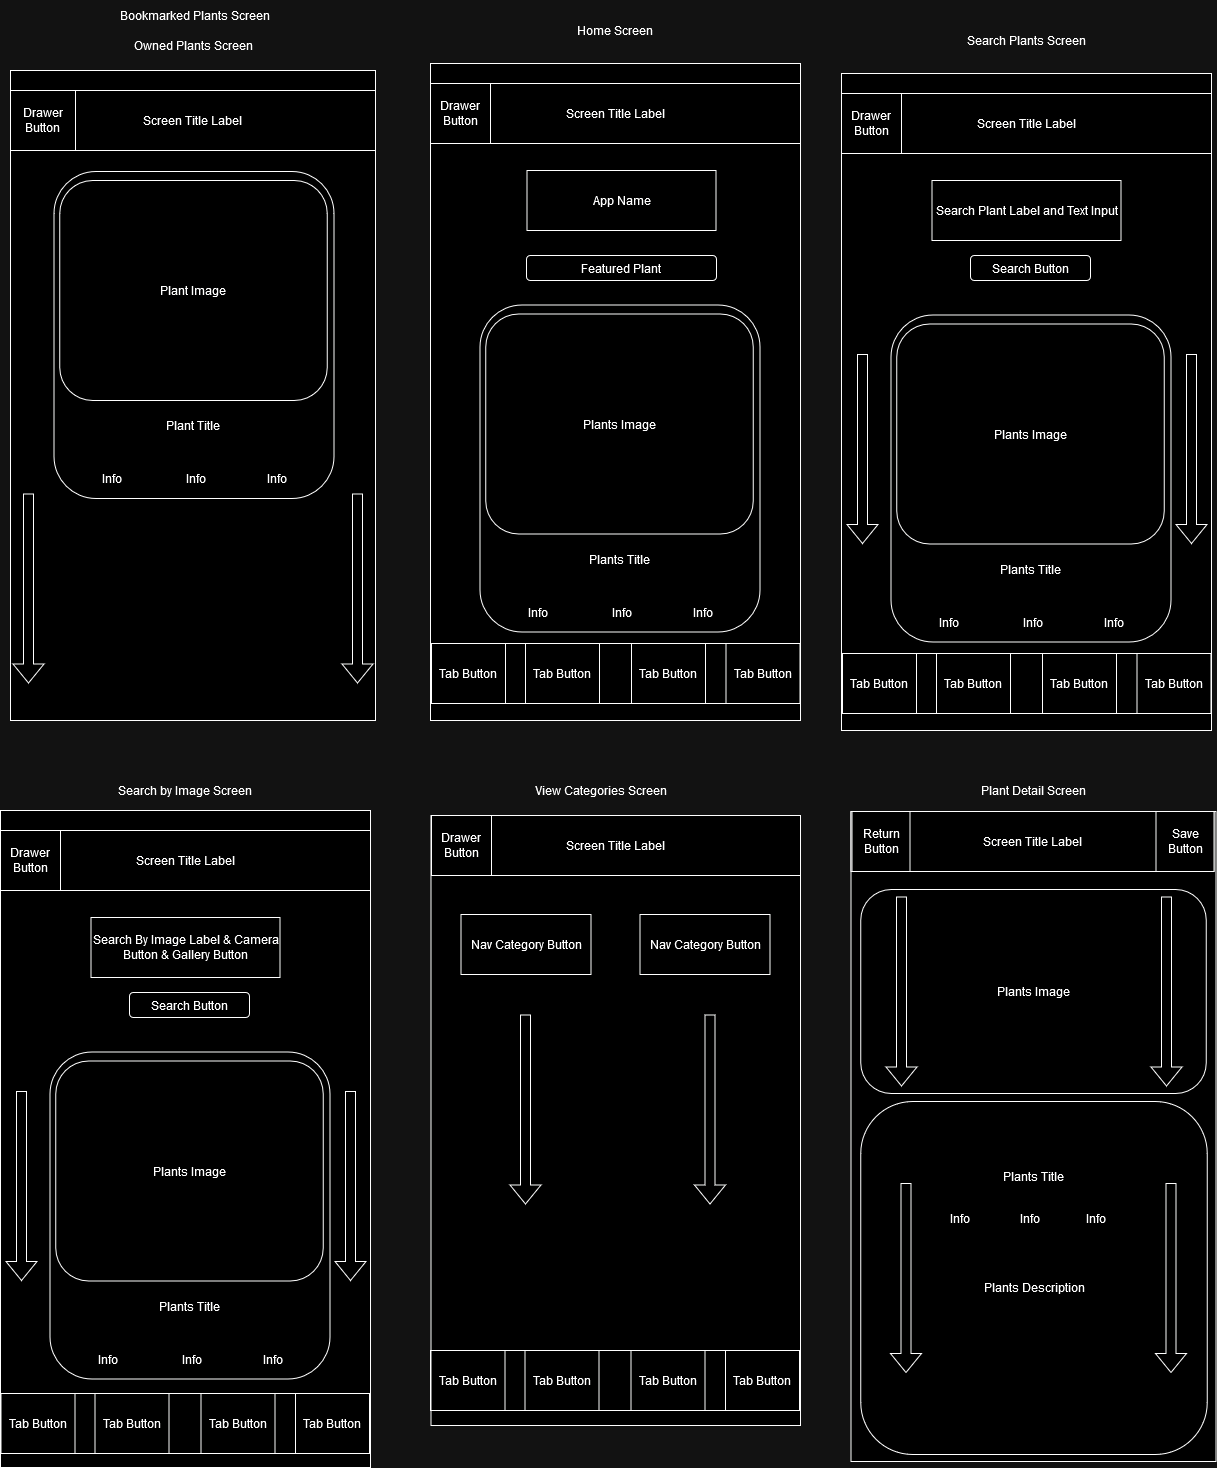 Bookmarked Plants Screen
Owned Plants Screen
Drawer
Button
Screen Title Label
Plant Image
Plant Title
Info
Info
Info
Home Screen
Drawer
Button
Screen Title Label
App Name
Featured Plant
Plants Image
Plants Title
Info
Info
Info
Tab Button
Tab Button
Tab Button
Tab Button
Search Plants Screen
Drawer
Button
Screen Title Label
Search Plant Label and Text Input
Search Button
Plants Image
Plants Title
Info
Info
Info
Tab Button
Tab Button
Tab Button
Tab Button
Search by Image Screen
Drawer
Button
Screen Title Label
Search By Image Label & Camera
Button & Gallery Button
Search Button
Plants Image
Plants Title
Info
Info
Info
Tab Button
Tab Button
Tab Button
Tab Button
View Categories Screen
Drawer
Button
Screen Title Label
Nav Category Button
Nav Category Button
Tab Button
Tab Button
Tab Button
Tab Button
Plant Detail Screen
Return
Button
Screen Title Label
Save
Button
Plants Image
Plants Title
Info
Info
Info
Plants Description